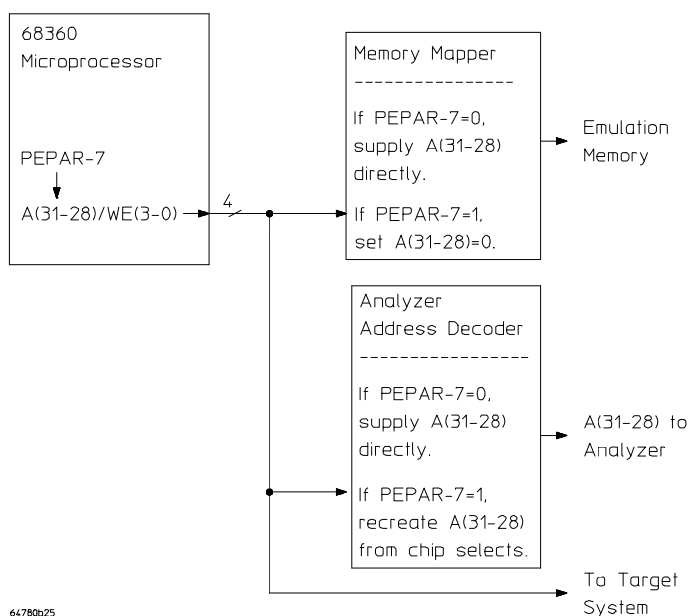 68360
Microprocessor
PEPAR-7
A(31-28)/WE(3-0)
4
Memory Mapper
----------------
If PEPAR-7=0,
supply A(31-28)
directly.
If PEPAR-7=1,
set A(31-28)=0.
Emulation
Memory
Analyzer
Address Decoder
-----------------
If PEPAR-7=0,
supply A(31-28)
directly.
If PEPAR-7=1,
recreate A(31-28)
from chip selects.
A(31-28) to
Analyzer
To Target
System
64780b25